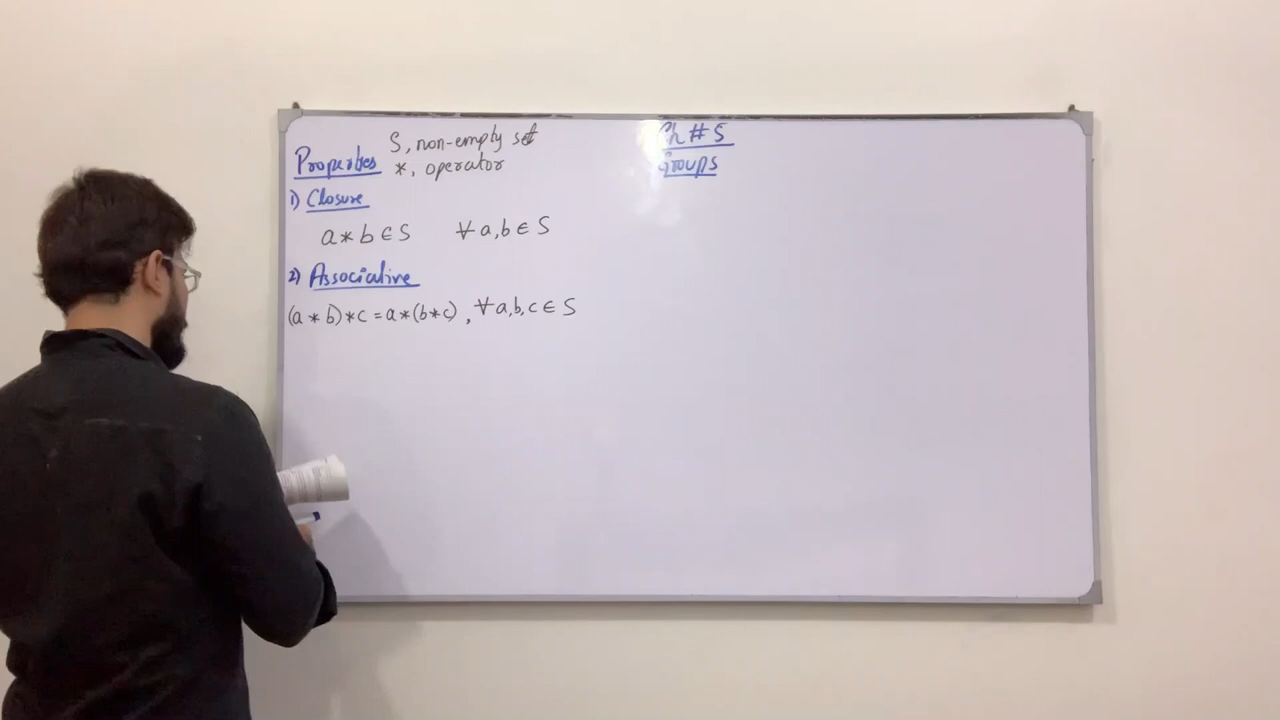 Ch # 5
Groups
S, non-empty set
Properties *, operator
1) Closure
a * b ∈ S ∀ a,b ∈ S
2) Associative
(a * b) * c = a * (b * c) , ∀ a,b,c ∈ S